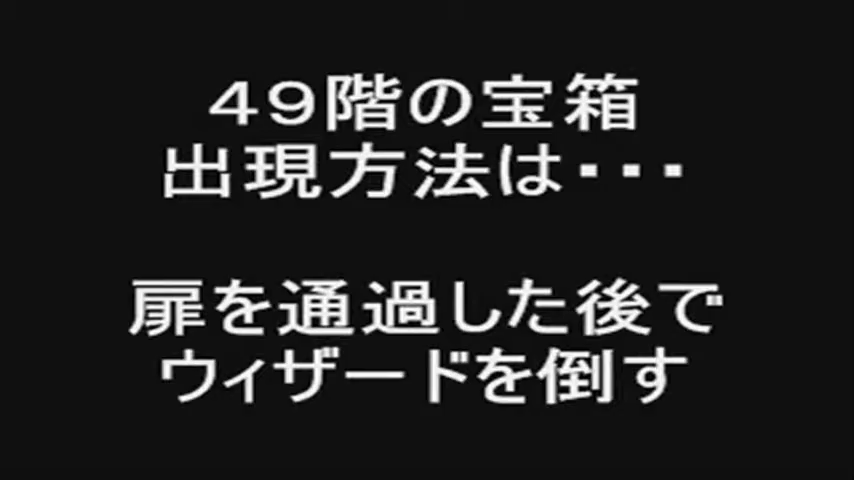 ４９階の宝箱
出現方法は・・・
扉を通過した後で
ウィザードを倒す